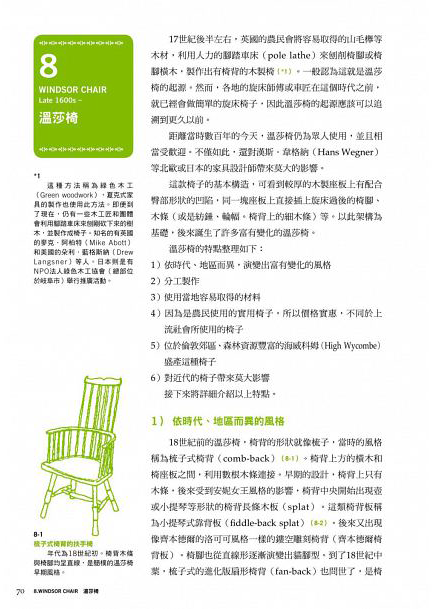 8
WINDSOR CHAIR
Late 1600s –
溫莎椅
*1
這種方法稱為綠色木工
（Green woodwork），夏克式家
具的製作也使用此方法。即便到
了現在，仍有一些木工匠和團體
會利用腳踏車床來刨削砍下來的樹
木，並製作成椅子。知名的有英國
的麥克．阿柏特（Mike Abott）
和美國的朵利．藍格斯納（Drew
Langsner）等人。日本則是有
NPO法人綠色木工協會（總部位
於岐阜市）舉行推廣活動。
8-1
梳子式椅背的扶手椅
年代為18世紀初。椅背木條
與椅腳均呈直線，是簡樸的溫莎椅
早期風格。
17世紀後半左右，英國的農民會將容易取得的山毛櫸等
木材，利用人力的腳踏車床（pole lathe）來刨削椅腳或椅
腳橫木，製作出有椅背的木製椅（*1）。一般認為這就是溫莎
椅的起源。然而，各地的旋床師傅或車匠在這個時代之前，
就已經會做簡單的旋床椅子，因此溫莎椅的起源應該可以追
溯到更久以前。
距離當時數百年的今天，溫莎椅仍為眾人使用，並且相
當受歡迎。不僅如此，還對漢斯．韋格納（Hans Wegner）
等北歐或日本的家具設計師帶來莫大的影響。
這款椅子的基本構造，可看到較厚的木製座板上有配合
臀部形狀的凹陷，同一塊座板上直接插上旋床過後的椅腳、
木條（或是紡錘、輪輻。椅背上的細木條）等。以此架構為
基礎，後來誕生了許多富有變化的溫莎椅。
溫莎椅的特點整理如下：
1）依時代、地區而異，演變出富有變化的風格
2）分工製作
3）使用當地容易取得的材料
4）因為是農民使用的實用椅子，所以價格實惠，不同於上
流社會所使用的椅子
5）位於倫敦郊區、森林資源豐富的海威科姆（High Wycombe）
盛產這種椅子
6）對近代的椅子帶來莫大影響
接下來將詳細介紹以上特點。
1） 依時代、地區而異的風格
18世紀前的溫莎椅，椅背的形狀就像梳子，當時的風格
稱為梳子式椅背（comb-back）（8-1）。椅背上方的橫木和
椅座板之間，利用數根木條連接。早期的設計，椅背上只有
木條，後來受到安妮女王風格的影響，椅背中央開始出現壺
或小提琴等形狀的椅背長條木板（splat），這類椅背板稱
為小提琴式靠背板（fiddle-back splat）（8-2）。後來又出現
像齊本德爾的洛可可風格一樣的鏤空雕刻椅背（齊本德爾椅
背板），椅腳也從直線形逐漸演變出貓腳型。到了18世紀中
葉，梳子式的進化版扇形椅背（fan-back）也問世了，是椅
70 8.WINDSOR CHAIR 溫莎椅